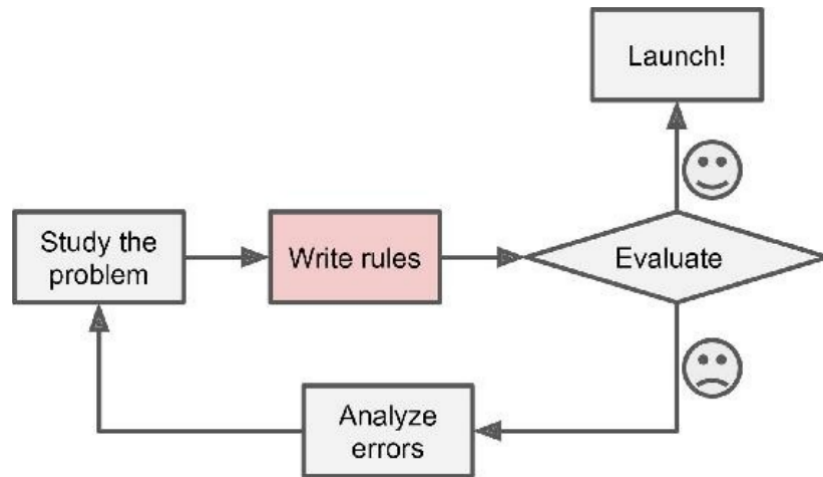 Launch!
Study the
problem
Write rules
Evaluate
Analyze
errors